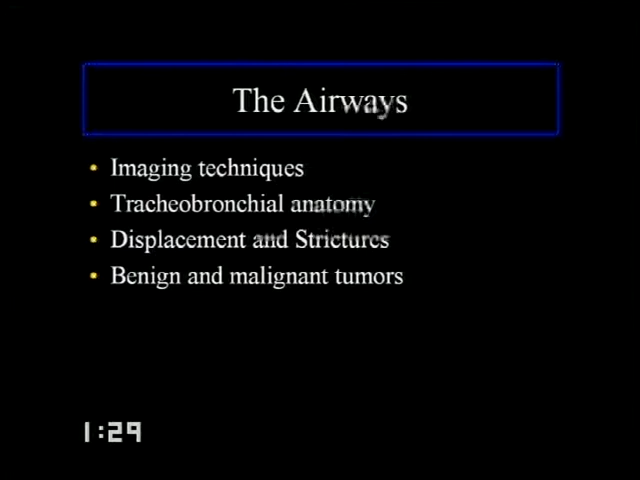 The Airways
Imaging techniques
Tracheobronchial anatomy
Displacement and Strictures
Benign and malignant tumors
1:29